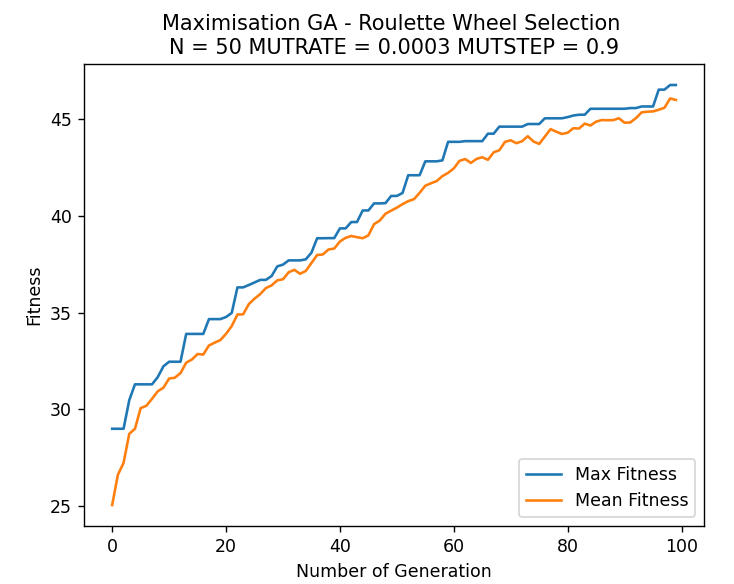 Maximisation GA - Roulette Wheel Selection
N = 50 MUTRATE = 0.0003 MUTSTEP = 0.9
45
40
35
30
25
Fitness
Max Fitness
Mean Fitness
0 20 40 60 80 100
Number of Generation